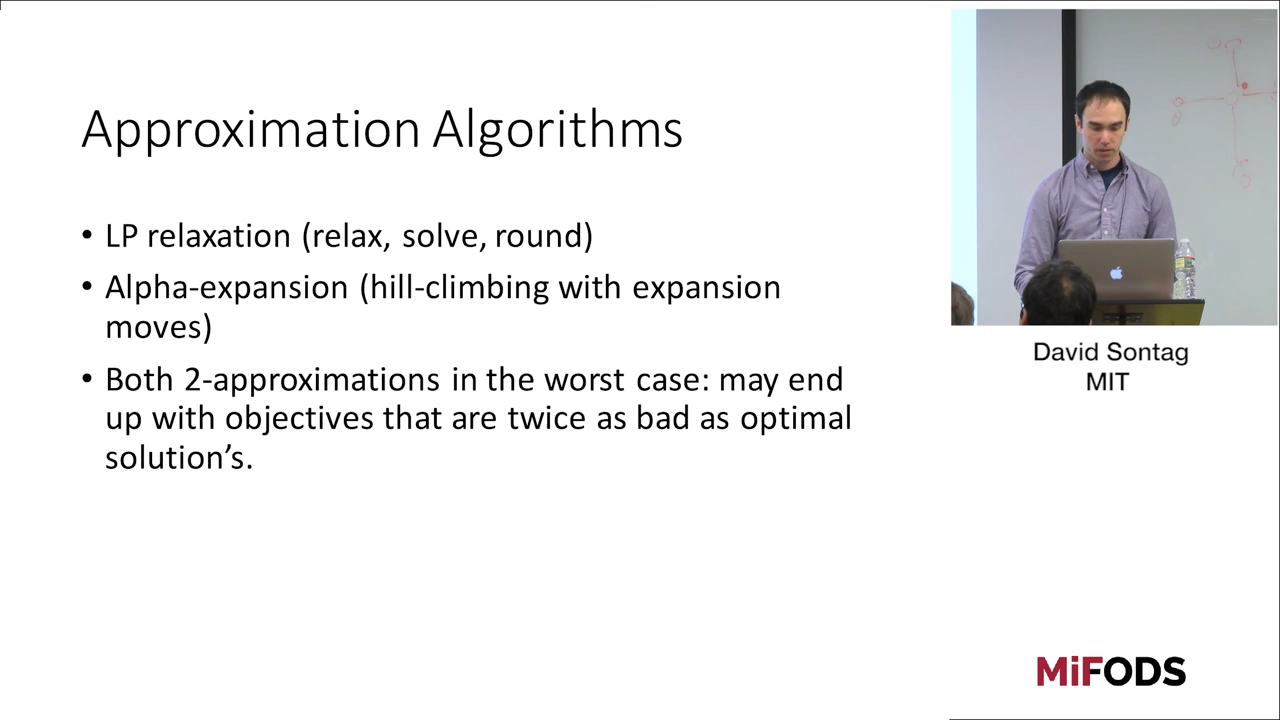 Approximation Algorithms
• LP relaxation (relax, solve, round)
• Alpha-expansion (hill-climbing with expansion
moves)
• Both 2-approximations in the worst case: may end
up with objectives that are twice as bad as optimal
solution's.
David Sontag
MIT
MiFODS